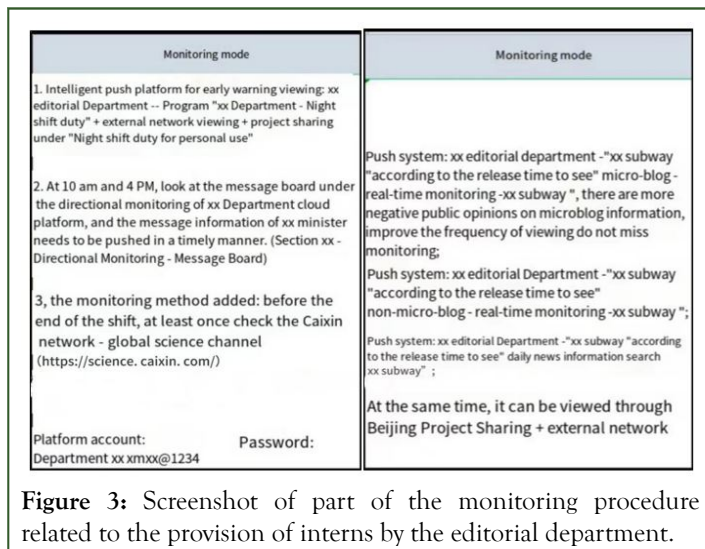 Monitoring mode
1. Intelligent push platform for early warning viewing: xx
editorial Department -- Program "xx Department - Night
shift duty" + external network viewing + project sharing
under "Night shift duty for personal use"
2. At 10 am and 4 PM, look at the message board under
the directional monitoring of xx Department cloud
platform, and the message information of xx minister
needs to be pushed in a timely manner. (Section xx -
Directional Monitoring - Message Board)
3, the monitoring method added: before the
end of the shift, at least once check the Caixin
network - global science channel
(https://science. caixin. com/)
Platform account:
Department xx xmxx@1234
Password:
Monitoring mode
Push system: xx editorial department -"xx subway
"according to the release time to see" micro-blog -
real-time monitoring -xx subway ", there are more
negative public opinions on microblog information,
improve the frequency of viewing do not miss
monitoring;
Push system: xx editorial Department -"xx subway
"according to the release time to see"
non-micro-blog - real-time monitoring -xx subway ";
Push system: xx editorial Department -"xx subway "according
to the release time to see" daily news information search
xx subway" ;
At the same time, it can be viewed through
Beijing Project Sharing + external network
Figure 3: Screenshot of part of the monitoring procedure
related to the provision of interns by the editorial department.